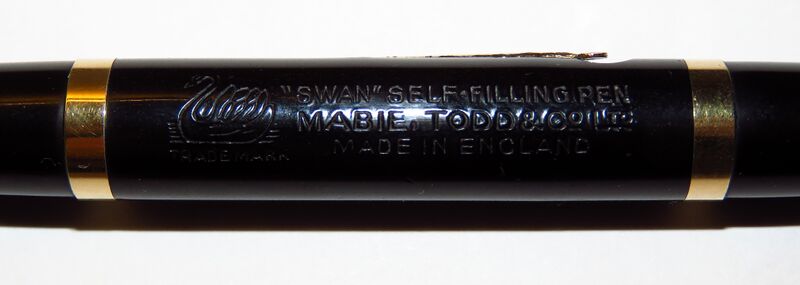 "SWAN" SELF-FILLING PEN
MABIE, TODD & CO LTD
MADE IN ENGLAND
TRADE MARK